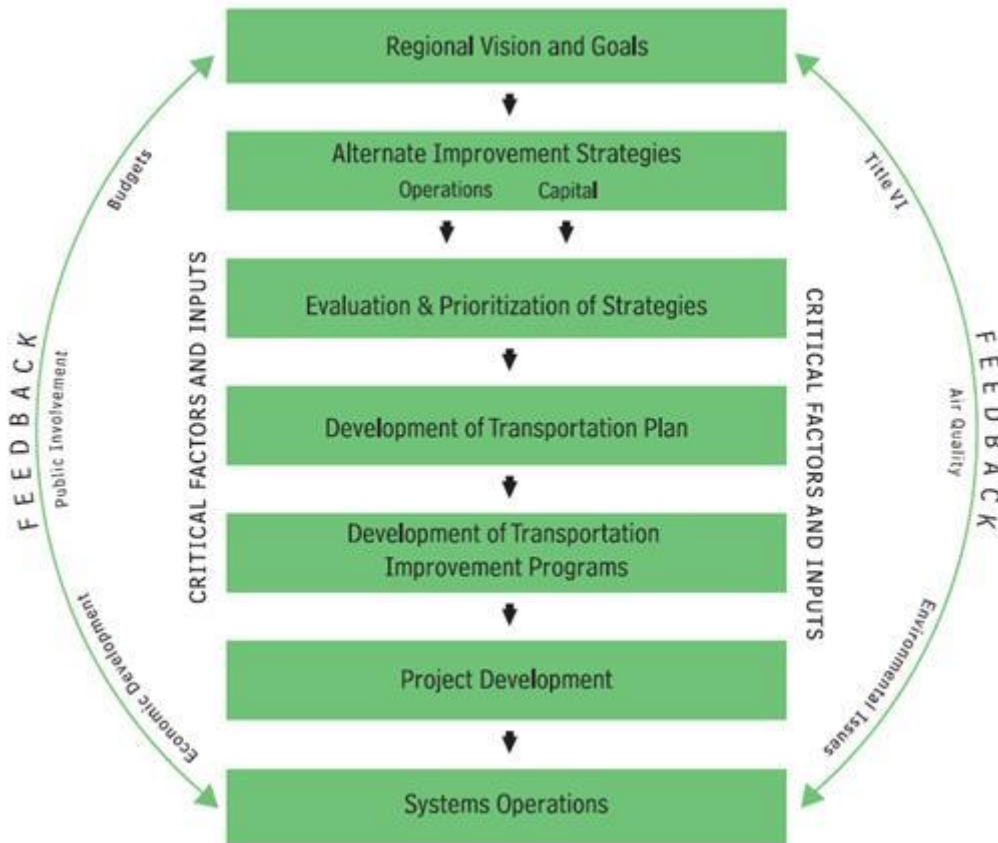 Regional Vision and Goals
Alternate Improvement Strategies
Operations Capital
Evaluation & Prioritization of Strategies
Development of Transportation Plan
Development of Transportation
Improvement Programs
Project Development
Systems Operations
FEEDBACK
Budgets
Public Involvement
Economic Development
CRITICAL FACTORS AND INPUTS
CRITICAL FACTORS AND INPUTS
Title VI
Air Quality
Environmental Issues
FEEDBACK